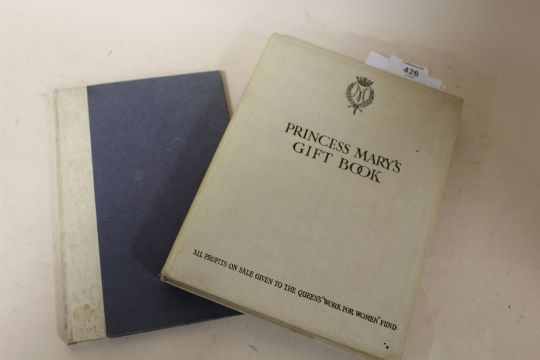 426
M
PRINCESS MARY'S
GIFT BOOK
ALL PROFITS ON SALE GIVEN TO THE QUEEN'S "WORK FOR WOMEN" FUND